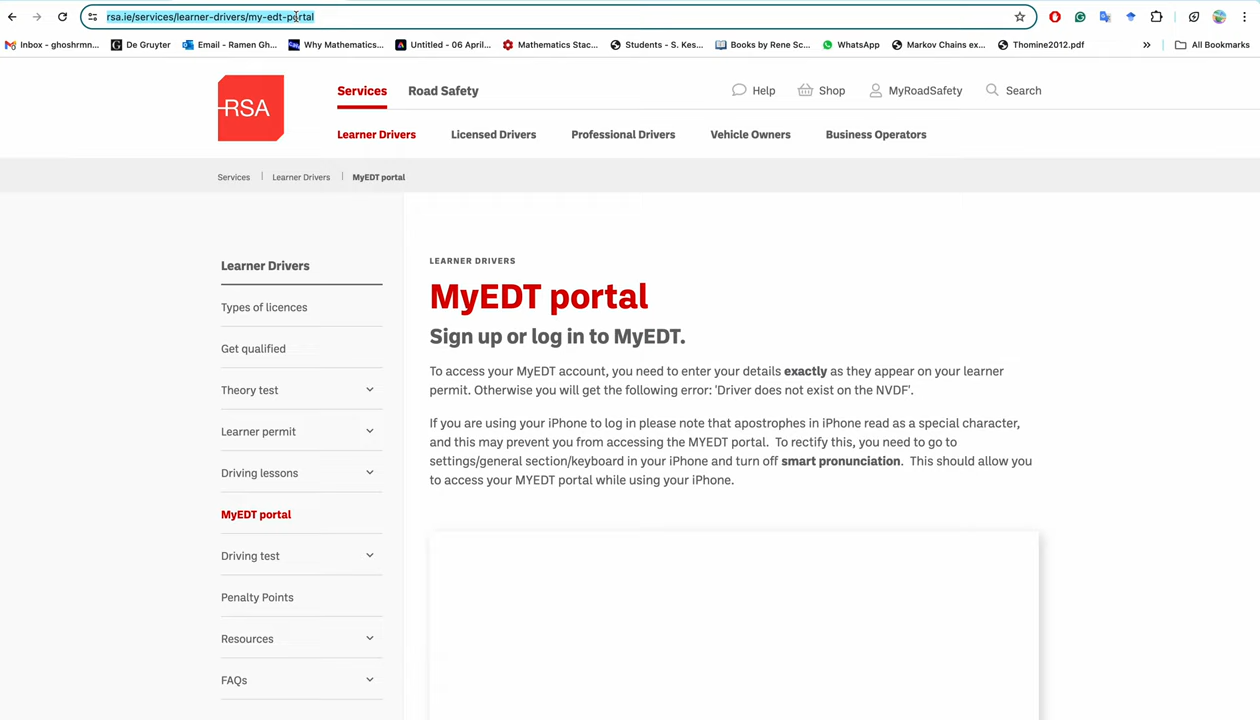 rsa.ie/services/learner-drivers/my-edt-portal
Inbox - ghoshrmn... De Gruyter Email - Ramen Gh... Why Mathematics... Untitled - 06 April... Mathematics Stac... Students - S. Kes... Books by Rene Sc... WhatsApp Markov Chains ex... Thomine2012.pdf » All Bookmarks
RSA
Services Road Safety Help Shop MyRoadSafety Search
Learner Drivers Licensed Drivers Professional Drivers Vehicle Owners Business Operators
Services | Learner Drivers | MyEDT portal
Learner Drivers
Types of licences
Get qualified
Theory test
Learner permit
Driving lessons
MyEDT portal
Driving test
Penalty Points
Resources
FAQs
LEARNER DRIVERS
MyEDT portal
Sign up or log in to MyEDT.
To access your MyEDT account, you need to enter your details exactly as they appear on your learner
permit. Otherwise you will get the following error: 'Driver does not exist on the NVDF'.
If you are using your iPhone to log in please note that apostrophes in iPhone read as a special character,
and this may prevent you from accessing the MYEDT portal. To rectify this, you need to go to
settings/general section/keyboard in your iPhone and turn off smart pronunciation. This should allow you
to access your MYEDT portal while using your iPhone.